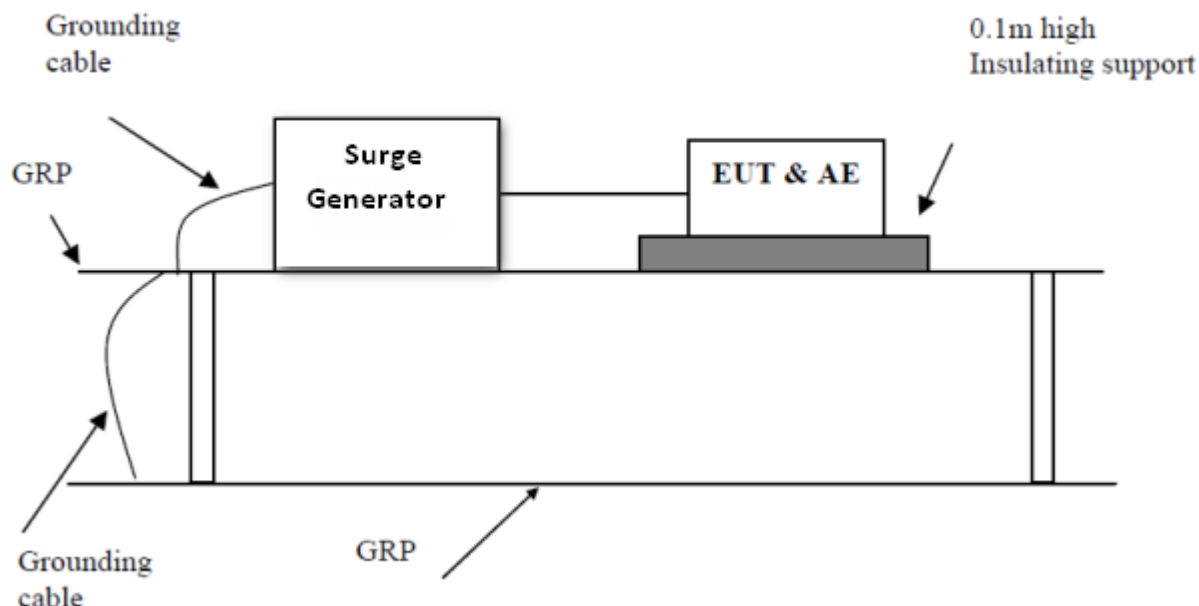 Grounding
cable
0.1m high
Insulating support
GRP
Surge
Generator
EUT & AE
GRP
Grounding
cable